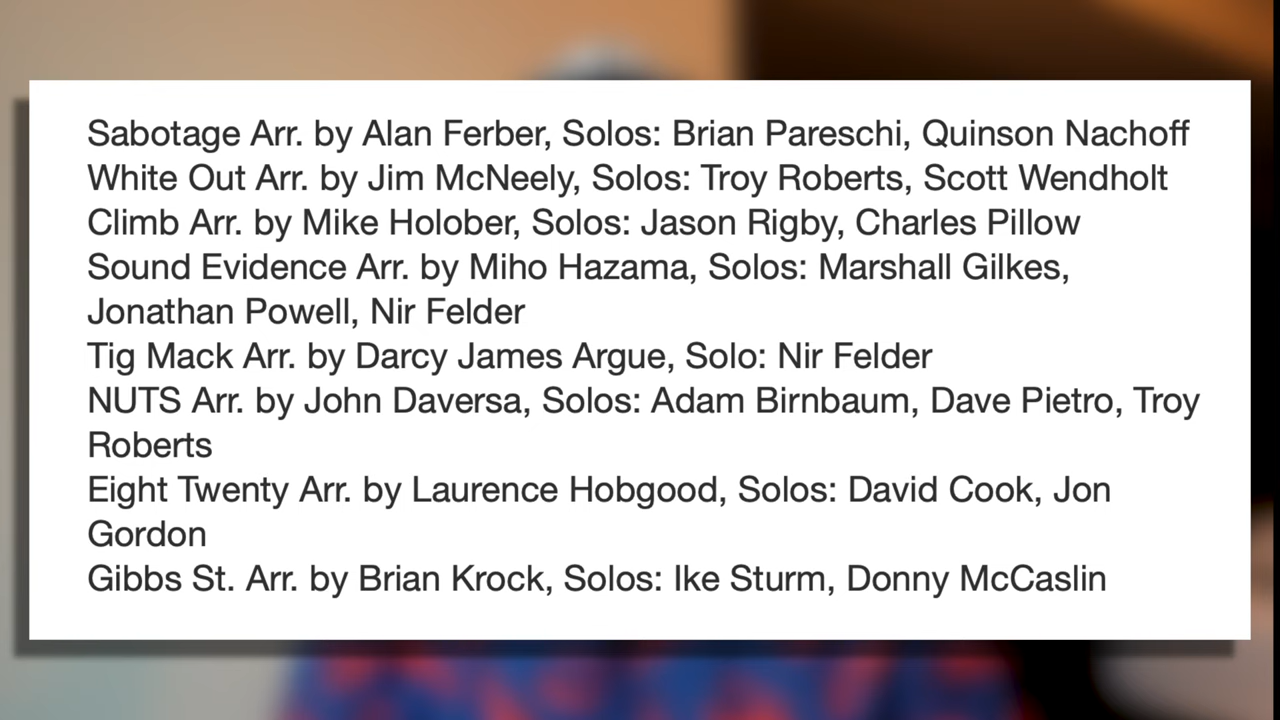 Sabotage Arr. by Alan Ferber, Solos: Brian Pareschi, Quinson Nachoff
White Out Arr. by Jim McNeely, Solos: Troy Roberts, Scott Wendholt
Climb Arr. by Mike Holober, Solos: Jason Rigby, Charles Pillow
Sound Evidence Arr. by Miho Hazama, Solos: Marshall Gilkes,
Jonathan Powell, Nir Felder
Tig Mack Arr. by Darcy James Argue, Solo: Nir Felder
NUTS Arr. by John Daversa, Solos: Adam Birnbaum, Dave Pietro, Troy
Roberts
Eight Twenty Arr. by Laurence Hobgood, Solos: David Cook, Jon
Gordon
Gibbs St. Arr. by Brian Krock, Solos: Ike Sturm, Donny McCaslin